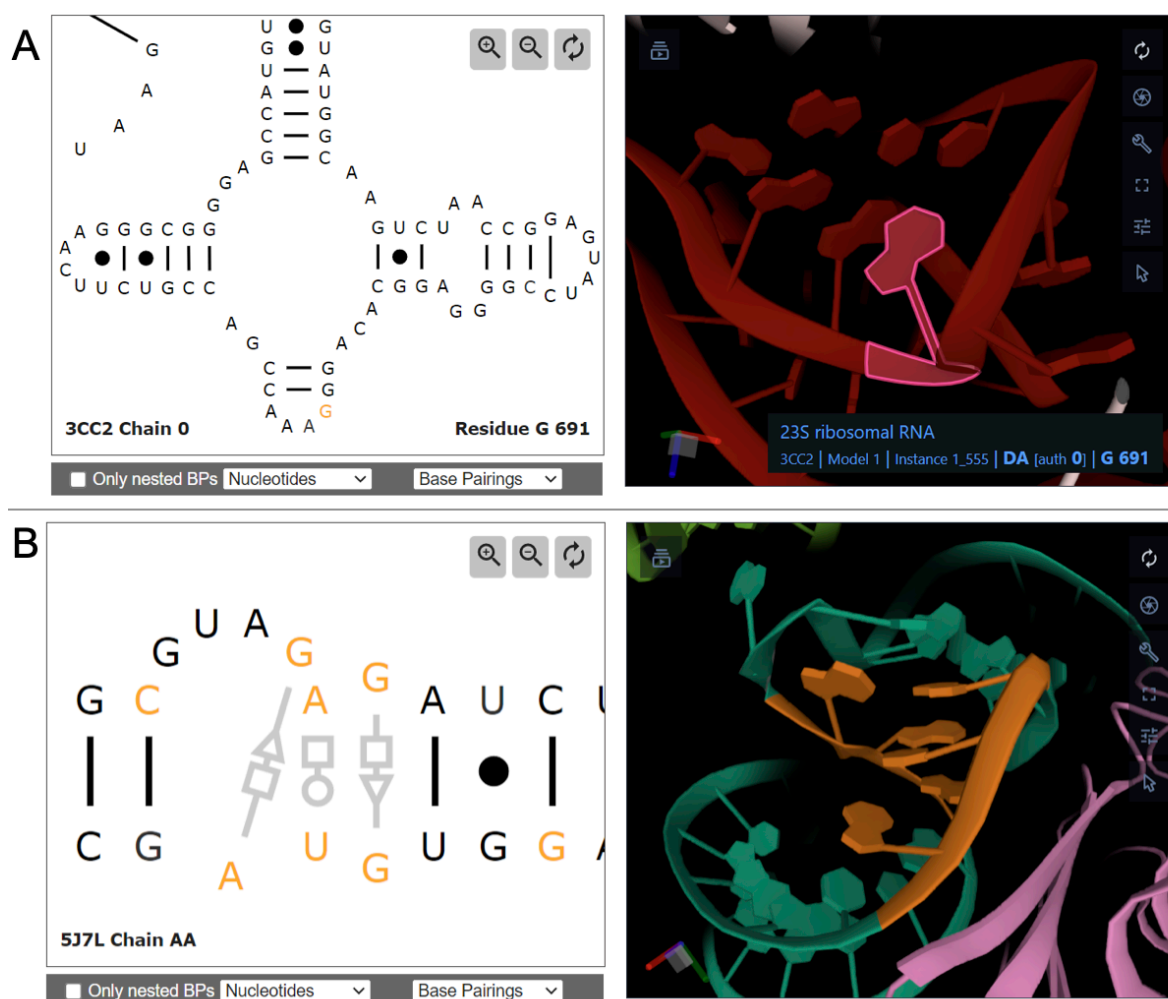 A
U G
G U
U A
A U
C G
C G
G C
G
A
A
U
A
G
G
A
A
G U C U A A C C G G A G U A U C
A G G G C G G
A
A
C
U U C U G C C
C G G A G G G G C C
A
C
A
G
A
G
C G
C G
A G
A A
3CC2 Chain 0
Residue G 691
Only nested BPs Nucleotides Base Pairings
23S ribosomal RNA
3CC2 | Model 1 | Instance 1_555 | DA [auth 0] | G 691
B
G U A G
G C A G A U C U
C G A U G U G G A
5J7L Chain AA
Only nested BPs Nucleotides Base Pairings